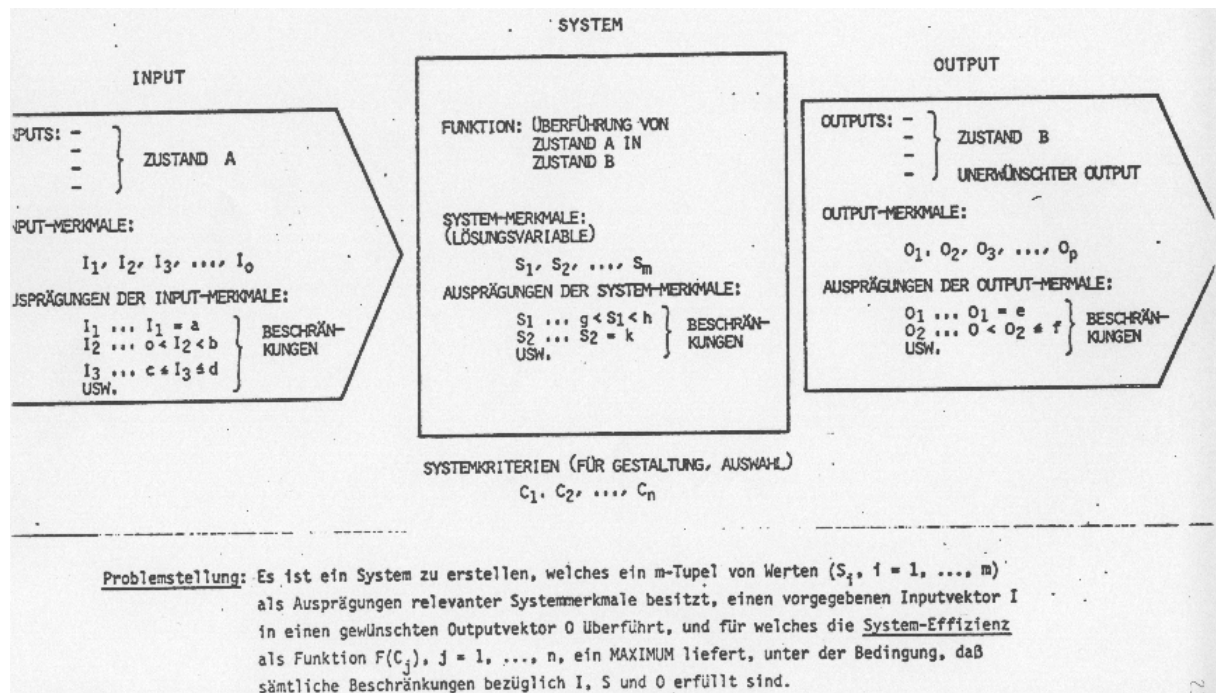 SYSTEM
INPUT
OUTPUT
NPUTS: -
-
-
-
ZUSTAND A
NPUT-MERKMALE:
I₁, I₂, I₃, ..., Iₒ
USPRÄGUNGEN DER INPUT-MERKMALE:
I₁ ... I₁ = a
I₂ ... o < I₂ < b
I₃ ... c ≤ I₃ ≤ d
USW.
BESCHRÄN-
KUNGEN
FUNKTION: ÜBERFÜHRUNG VON
ZUSTAND A IN
ZUSTAND B
SYSTEM-MERKMALE:
(LÖSUNGSVARIABLE)
S₁, S₂, ..., Sₘ
AUSPRÄGUNGEN DER SYSTEM-MERKMALE:
S₁ ... g < S₁ < h
S₂ ... S₂ = k
USW.
BESCHRÄN-
KUNGEN
OUTPUTS: -
-
-
-
ZUSTAND B
UNERWÜNSCHTER OUTPUT
OUTPUT-MERKMALE:
O₁. O₂, O₃, ..., Oₚ
AUSPRÄGUNGEN DER OUTPUT-MERMALE:
O₁ ... O₁ = e
O₂ ... O < O₂ ≤ f
USW.
BESCHRÄN-
KUNGEN
SYSTEMKRITERIEN (FÜR GESTALTUNG, AUSWAHL)
C₁. C₂, ..., Cₙ
Problemstellung: Es ist ein System zu erstellen, welches ein m-Tupel von Werten (Sᵢ, i = 1, ..., m)
als Ausprägungen relevanter Systemmerkmale besitzt, einen vorgegebenen Inputvektor I
in einen gewünschten Outputvektor O überführt, und für welches die System-Effizienz
als Funktion F(Cⱼ), j = 1, ..., n, ein MAXIMUM liefert, unter der Bedingung, daß
sämtliche Beschränkungen bezüglich I, S und O erfüllt sind.